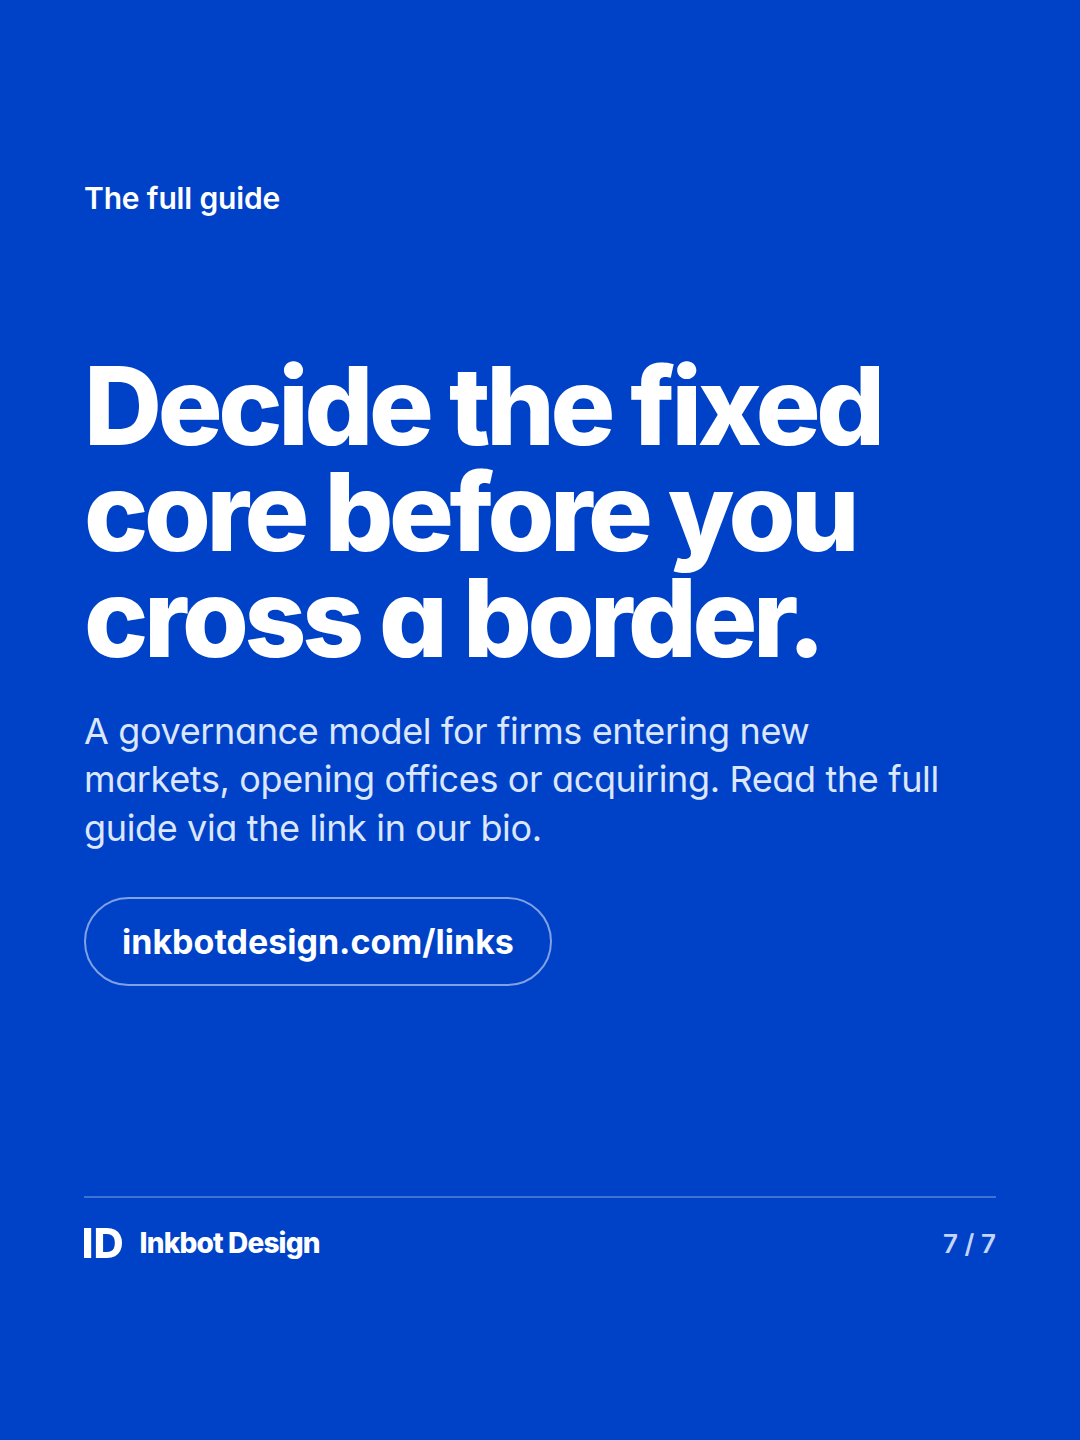 The full guide
Decide the fixed
core before you
cross a border.
A governance model for firms entering new
markets, opening offices or acquiring. Read the full
guide via the link in our bio.
inkbotdesign.com/links
ID Inkbot Design
7 / 7